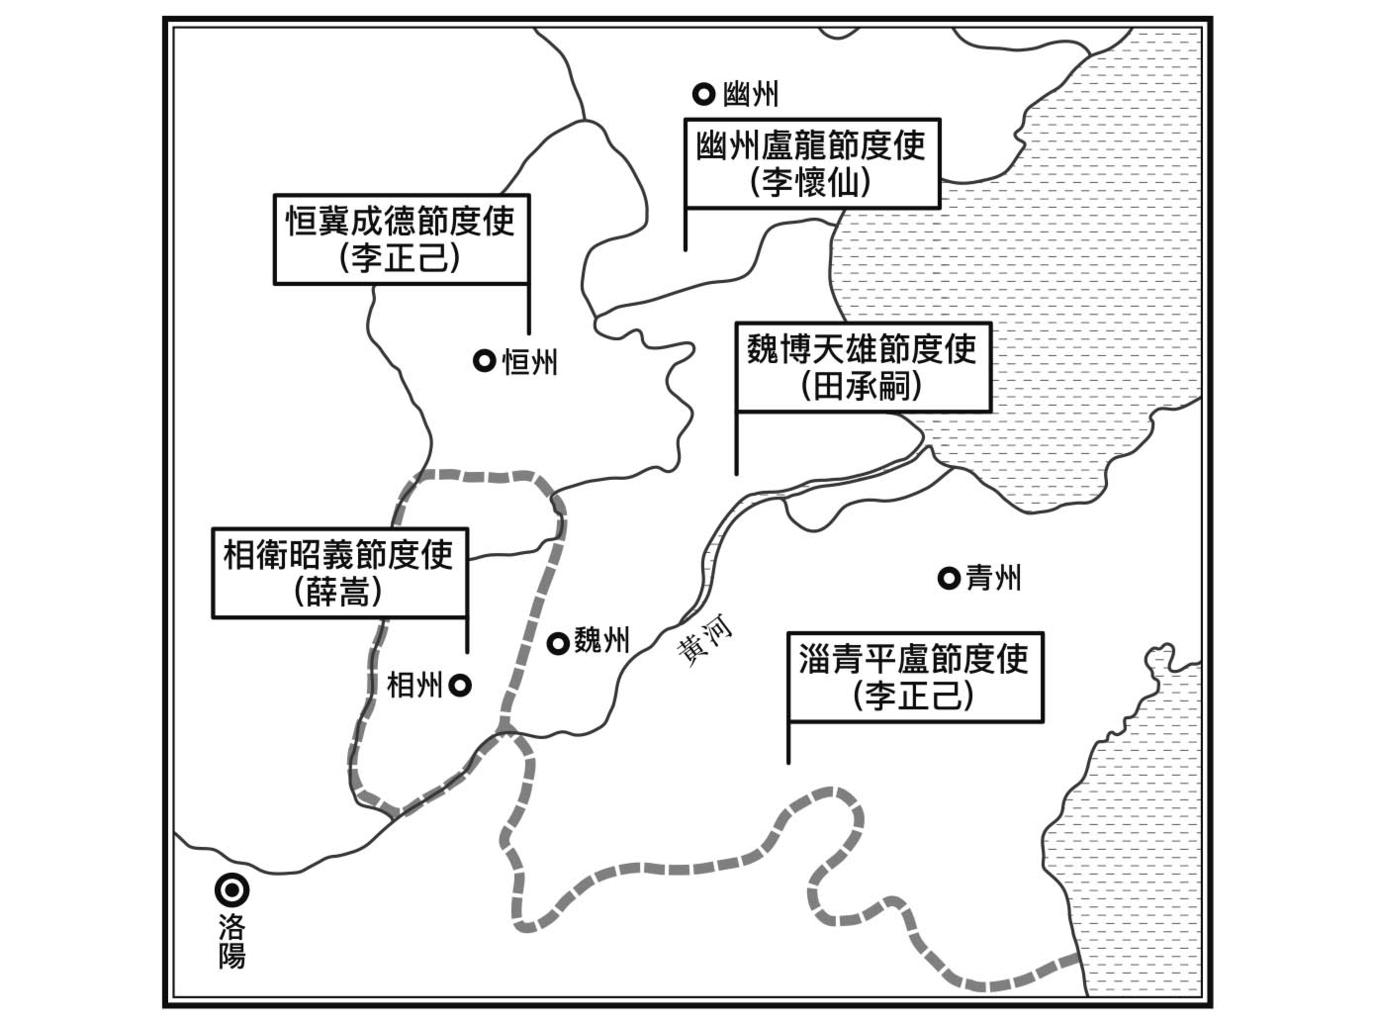 幽州
幽州盧龍節度使
(李懷仙)
恒冀成德節度使
(李正己)
恒州
魏博天雄節度使
(田承嗣)
相衛昭義節度使
(薛嵩)
青州
魏州
黃河
相州
淄青平盧節度使
(李正己)
洛陽